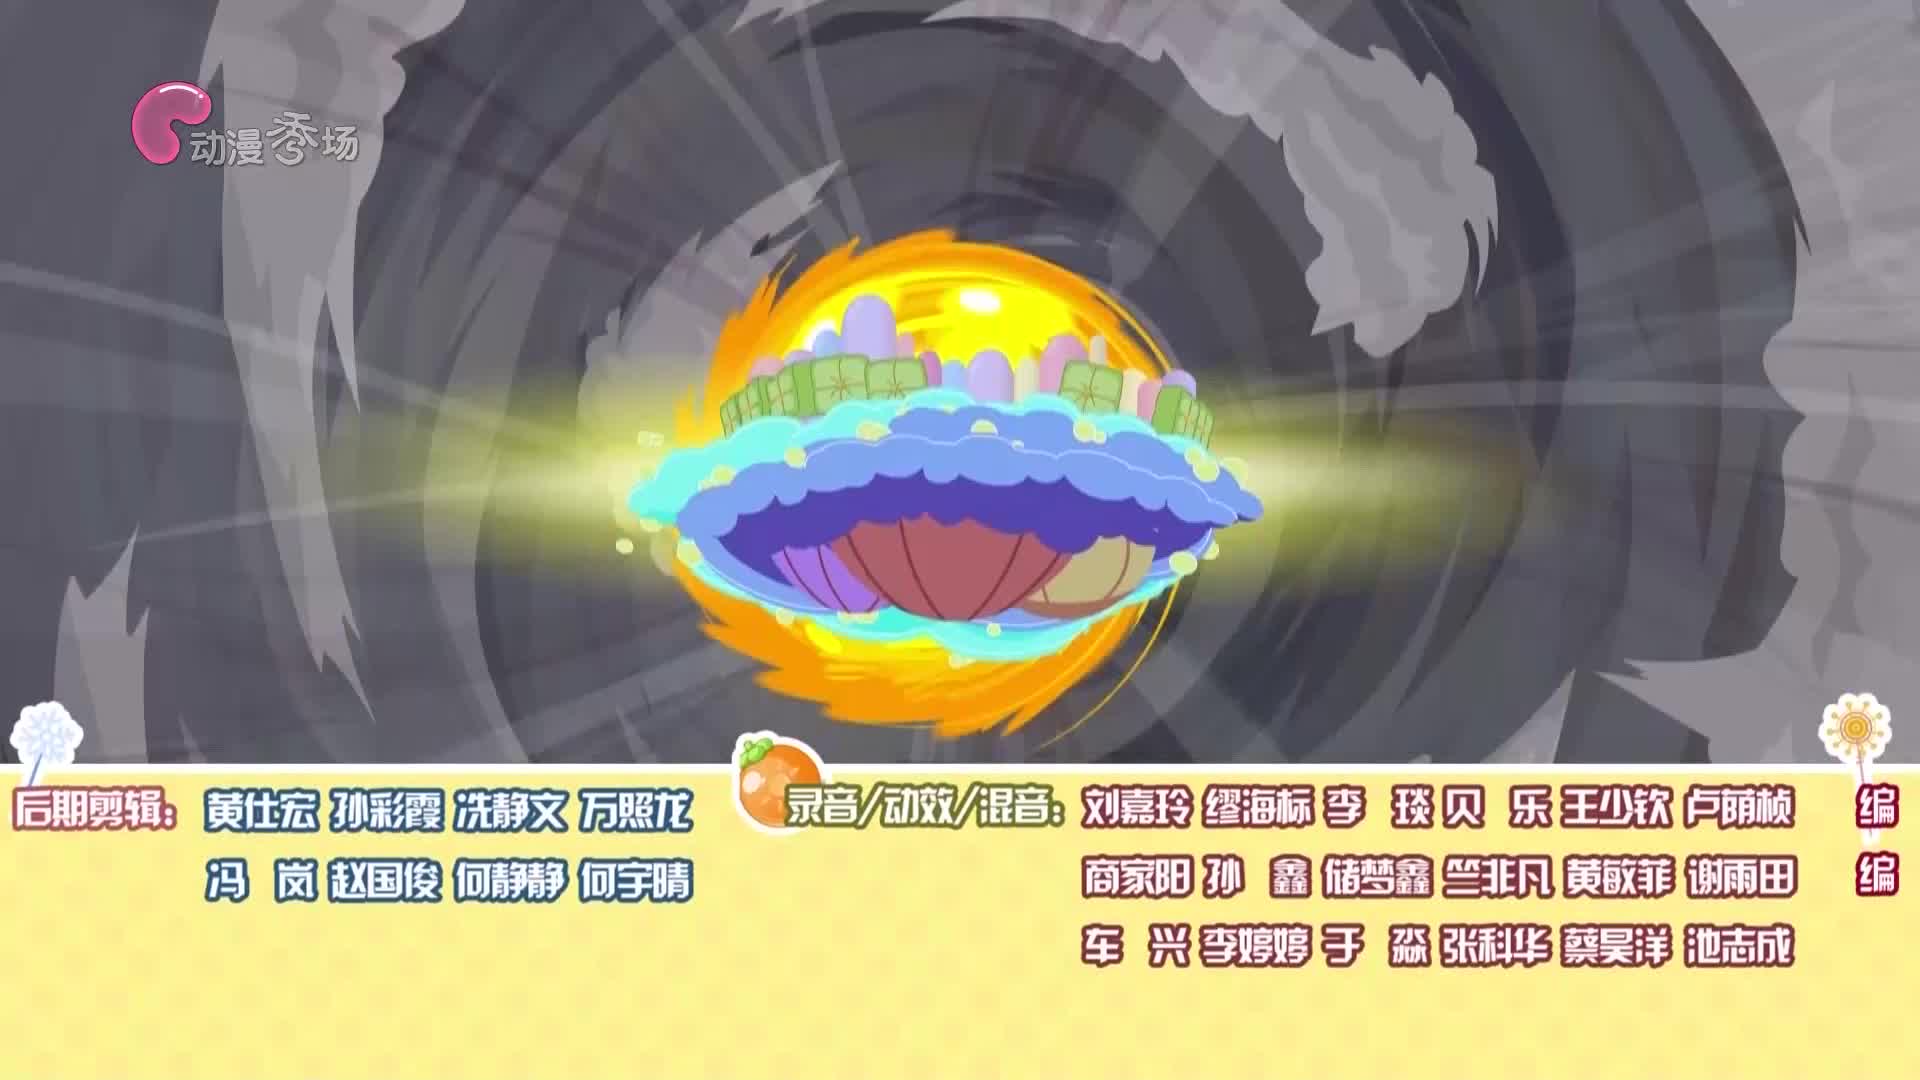 动漫秀场
后期剪辑: 黄仕宏 孙彩霞 冼静文 万照龙
冯 岚 赵国俊 何静静 何宇晴
录音/动效/混音: 刘嘉玲 缪海标 李 琰 贝 乐 王少钦 卢荫桢
商家阳 孙 鑫 储梦鑫 竺非凡 黄敏菲 谢雨田
车 兴 李婷婷 于 淼 张科华 蔡昊洋 池志成
编
编